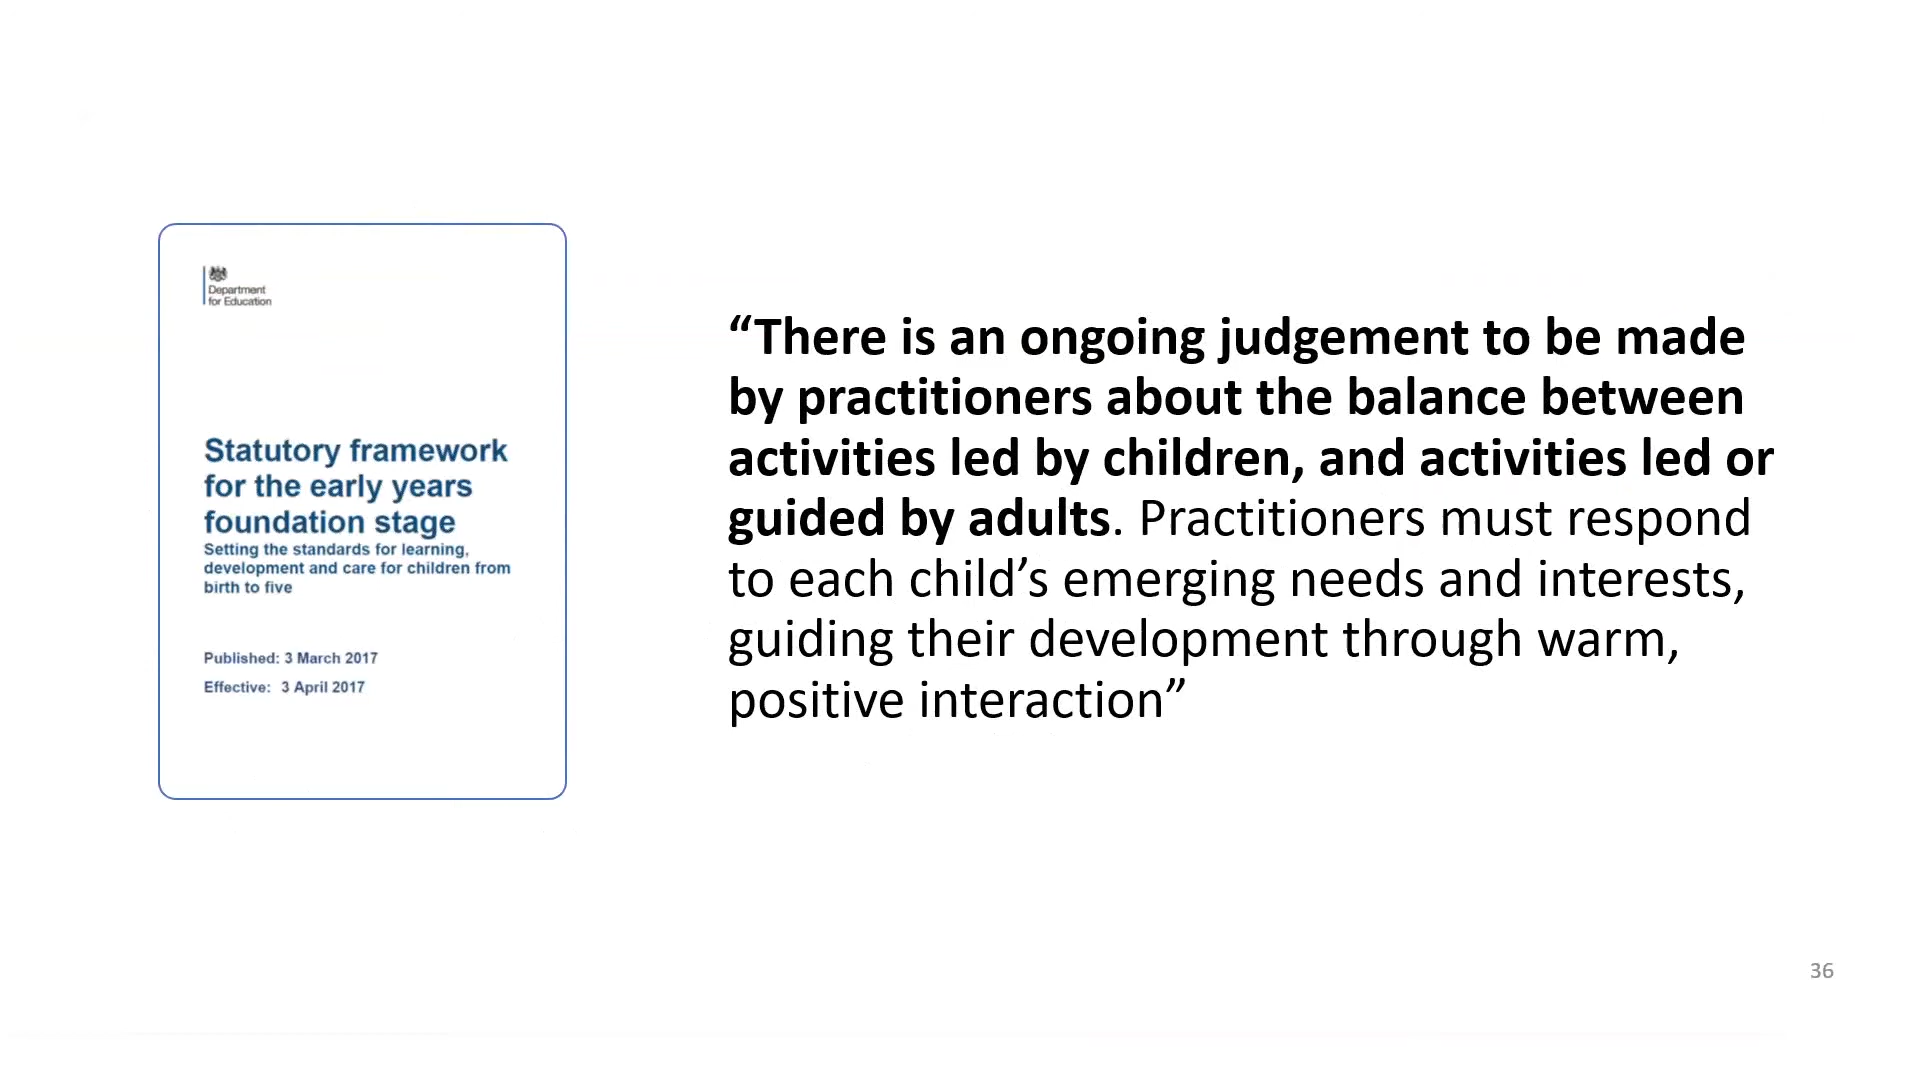 Department
for Education
Statutory framework
for the early years
foundation stage
Setting the standards for learning,
development and care for children from
birth to five
Published: 3 March 2017
Effective: 3 April 2017
“There is an ongoing judgement to be made
by practitioners about the balance between
activities led by children, and activities led or
guided by adults. Practitioners must respond
to each child’s emerging needs and interests,
guiding their development through warm,
positive interaction”
36